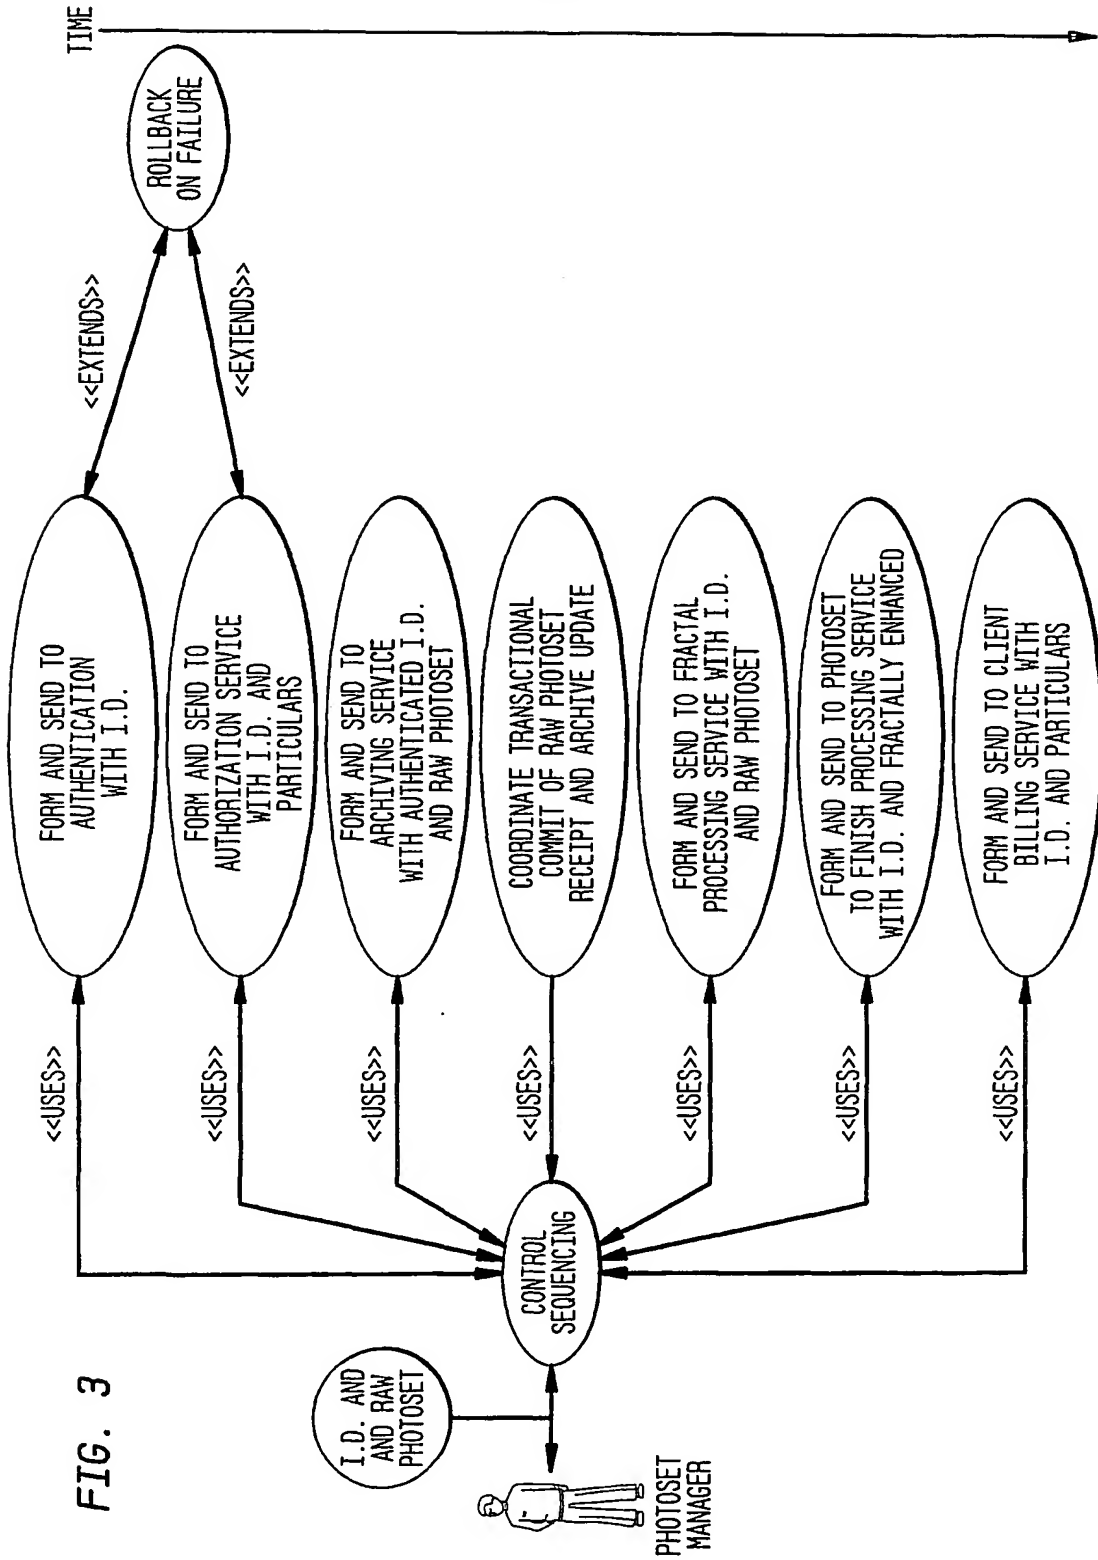 FIG. 3
TIME
ROLLBACK
ON FAILURE
<<EXTENDS>>
<<EXTENDS>>
FORM AND SEND TO
AUTHENTICATION
WITH I.D.
FORM AND SEND TO
AUTHORIZATION SERVICE
WITH I.D. AND
PARTICULARS
FORM AND SEND TO
ARCHIVING SERVICE
WITH AUTHENTICATED I.D.
AND RAW PHOTOSET
COORDINATE TRANSACTIONAL
COMMIT OF RAW PHOTOSET
RECEIPT AND ARCHIVE UPDATE
FORM AND SEND TO FRACTAL
PROCESSING SERVICE WITH I.D.
AND RAW PHOTOSET
FORM AND SEND TO PHOTOSET
TO FINISH PROCESSING SERVICE
WITH I.D. AND FRACTALLY ENHANCED
FORM AND SEND TO CLIENT
BILLING SERVICE WITH
I.D. AND PARTICULARS
<<USES>>
<<USES>>
<<USES>>
<<USES>>
<<USES>>
<<USES>>
<<USES>>
CONTROL
SEQUENCING
I.D. AND
AND RAW
PHOTOSET
PHOTOSET
MANAGER